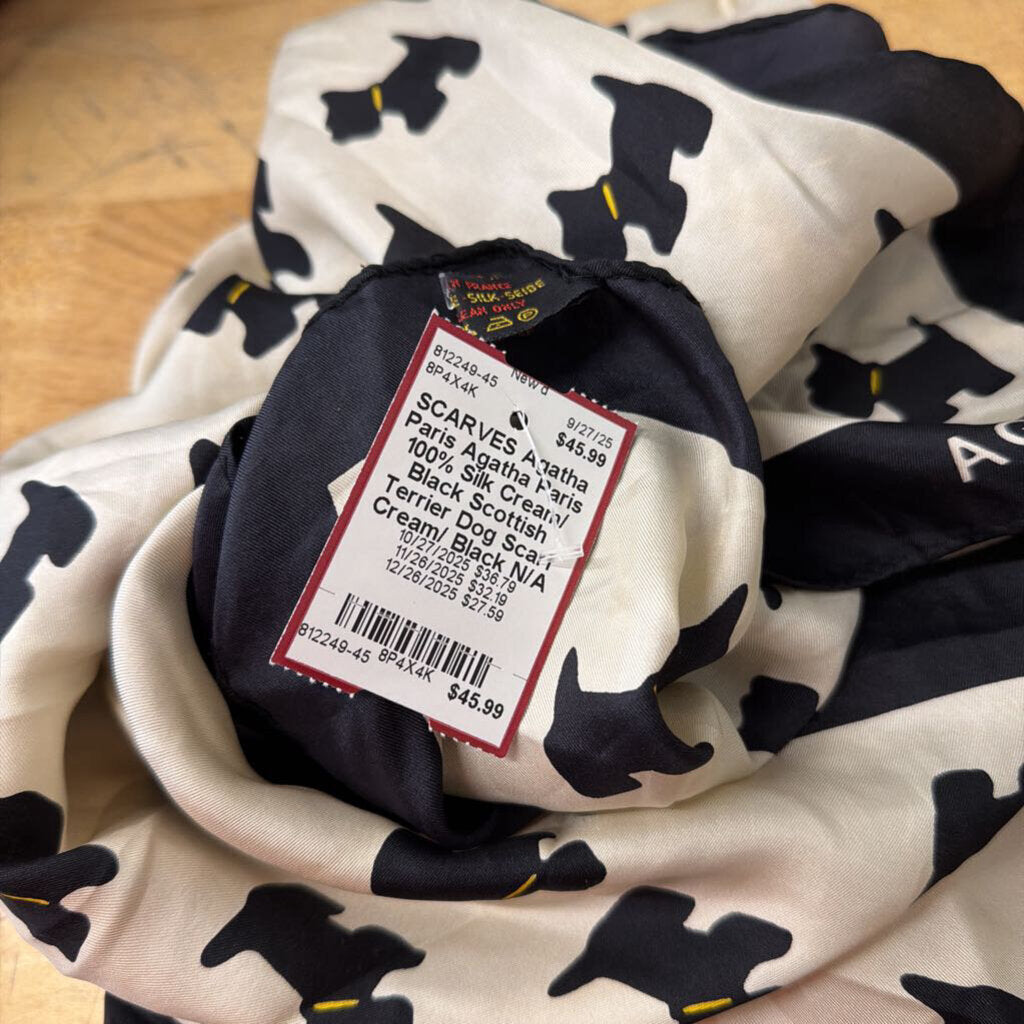 FRANCE
-SILK-SEIDE
812249-45 New'd 9/27/25
8P4X4K $45.99
SCARVES Agatha
Paris Agatha Paris
100% Silk Cream/
Black Scottish
Terrier Dog Scarf
Cream/ Black N/A
10/27/2025 $36.79
11/26/2025 $32.19
12/26/2025 $27.59
812249-45 8P4X4K
$45.99